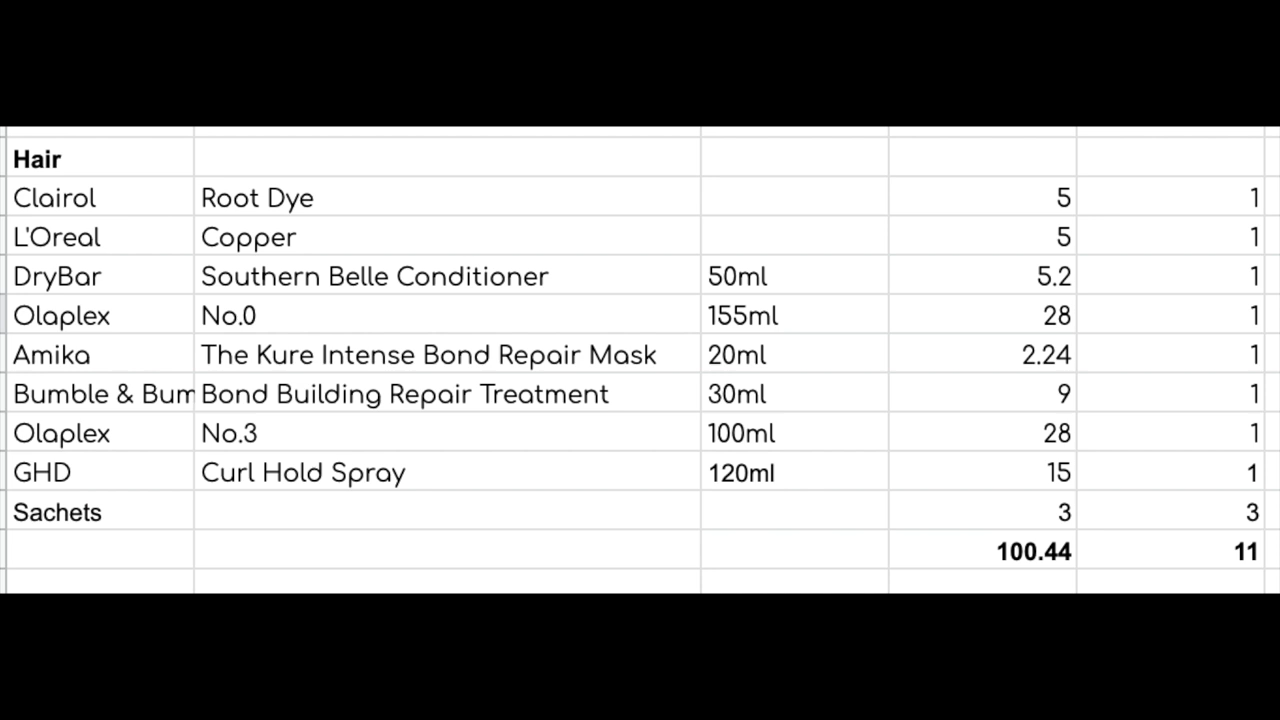 Hair
Clairol Root Dye 5 1
L'Oreal Copper 5 1
DryBar Southern Belle Conditioner 50ml 5.2 1
Olaplex No.0 155ml 28 1
Amika The Kure Intense Bond Repair Mask 20ml 2.24 1
Bumble & Bum Bond Building Repair Treatment 30ml 9 1
Olaplex No.3 100ml 28 1
GHD Curl Hold Spray 120ml 15 1
Sachets 3 3
100.44 11